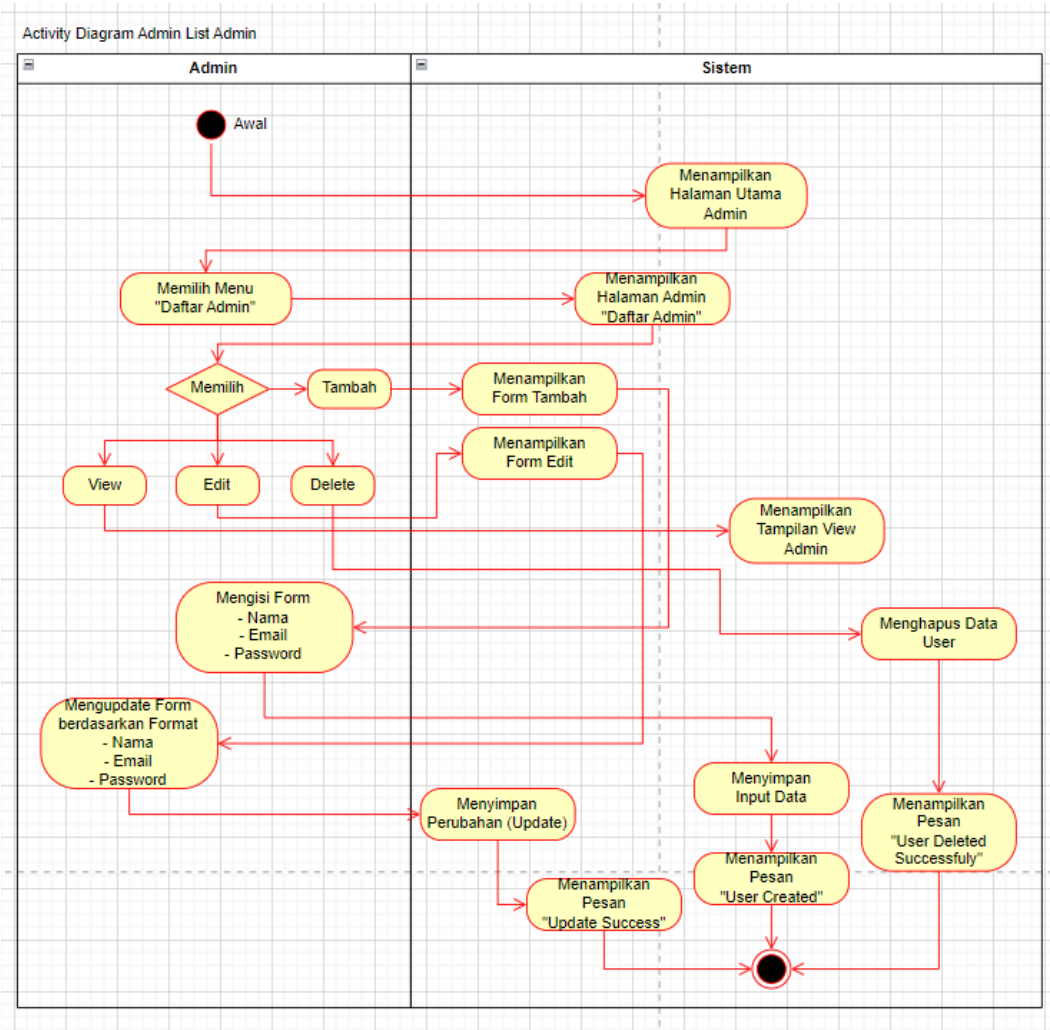 Activity Diagram Admin List Admin
Admin
Sistem
Awal
Menampilkan
Halaman Utama
Admin
Memilih Menu
"Daftar Admin"
Menampilkan
Halaman Admin
"Daftar Admin"
Memilih
Tambah
Menampilkan
Form Tambah
Menampilkan
Form Edit
View
Edit
Delete
Menampilkan
Tampilan View
Admin
Mengisi Form
- Nama
- Email
- Password
Menghapus Data
User
Mengupdate Form
berdasarkan Format
- Nama
- Email
- Password
Menyimpan
Perubahan (Update)
Menyimpan
Input Data
Menampilkan
Pesan
"User Deleted
Successfuly"
Menampilkan
Pesan
"Update Success"
Menampilkan
Pesan
"User Created"